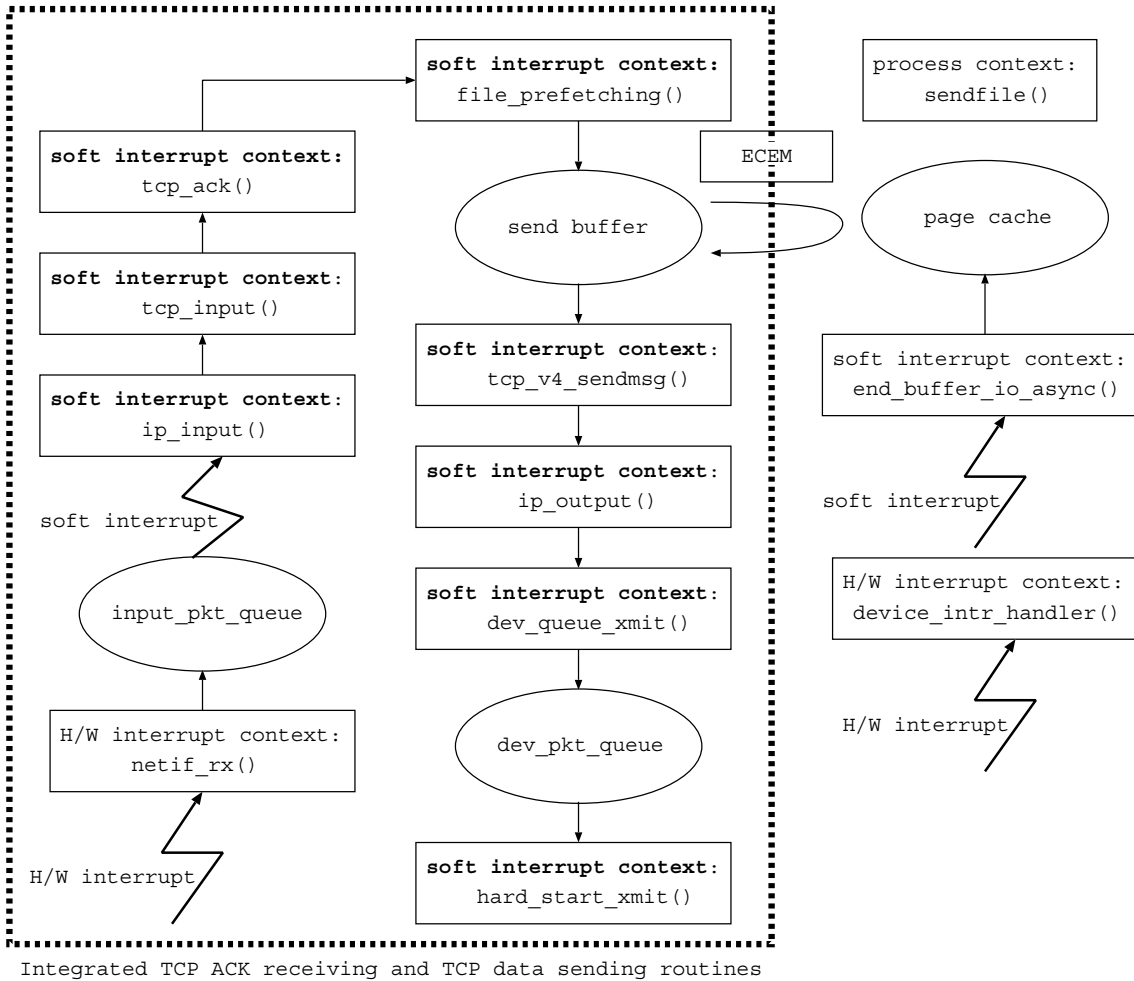 soft interrupt context:
file_prefetching()
process context:
sendfile()
soft interrupt context:
tcp_ack()
ECEM
send buffer
page cache
soft interrupt context:
tcp_input()
soft interrupt context:
tcp_v4_sendmsg()
soft interrupt context:
end_buffer_io_async()
soft interrupt context:
ip_input()
soft interrupt context:
ip_output()
soft interrupt
soft interrupt
input_pkt_queue
soft interrupt context:
dev_queue_xmit()
H/W interrupt context:
device_intr_handler()
H/W interrupt context:
netif_rx()
dev_pkt_queue
H/W interrupt
H/W interrupt
soft interrupt context:
hard_start_xmit()
Integrated TCP ACK receiving and TCP data sending routines